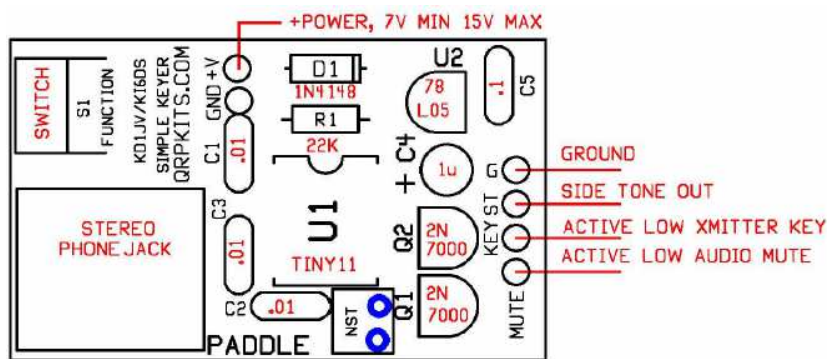 +POWER, 7V MIN 15V MAX
SWITCH
S1
FUNCTION
KD1JV/KI6DS
SIMPLE KEYER
QRPKITS.COM
+V
GND
D1
1N4148
R1
22K
U2
78
L05
.1
C5
C1
.01
C4
+
1u
G
GROUND
ST
SIDE TONE OUT
KEY
ACTIVE LOW XMITTER KEY
MUTE
ACTIVE LOW AUDIO MUTE
STEREO
PHONEJACK
C3
.01
U1
TINY11
Q2
2N
7000
Q1
2N
7000
C2
.01
NST
PADDLE